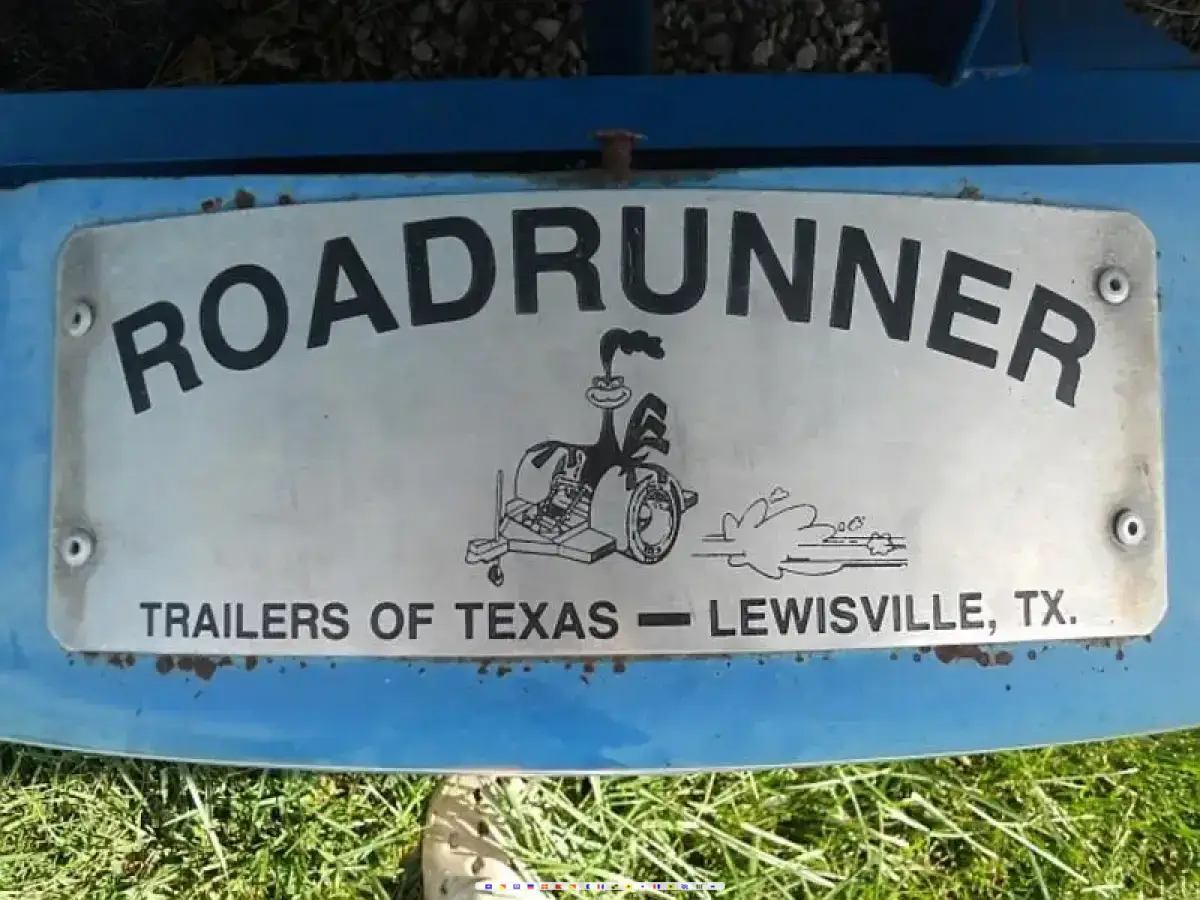 ROADRUNNER
TRAILERS OF TEXAS — LEWISVILLE, TX.